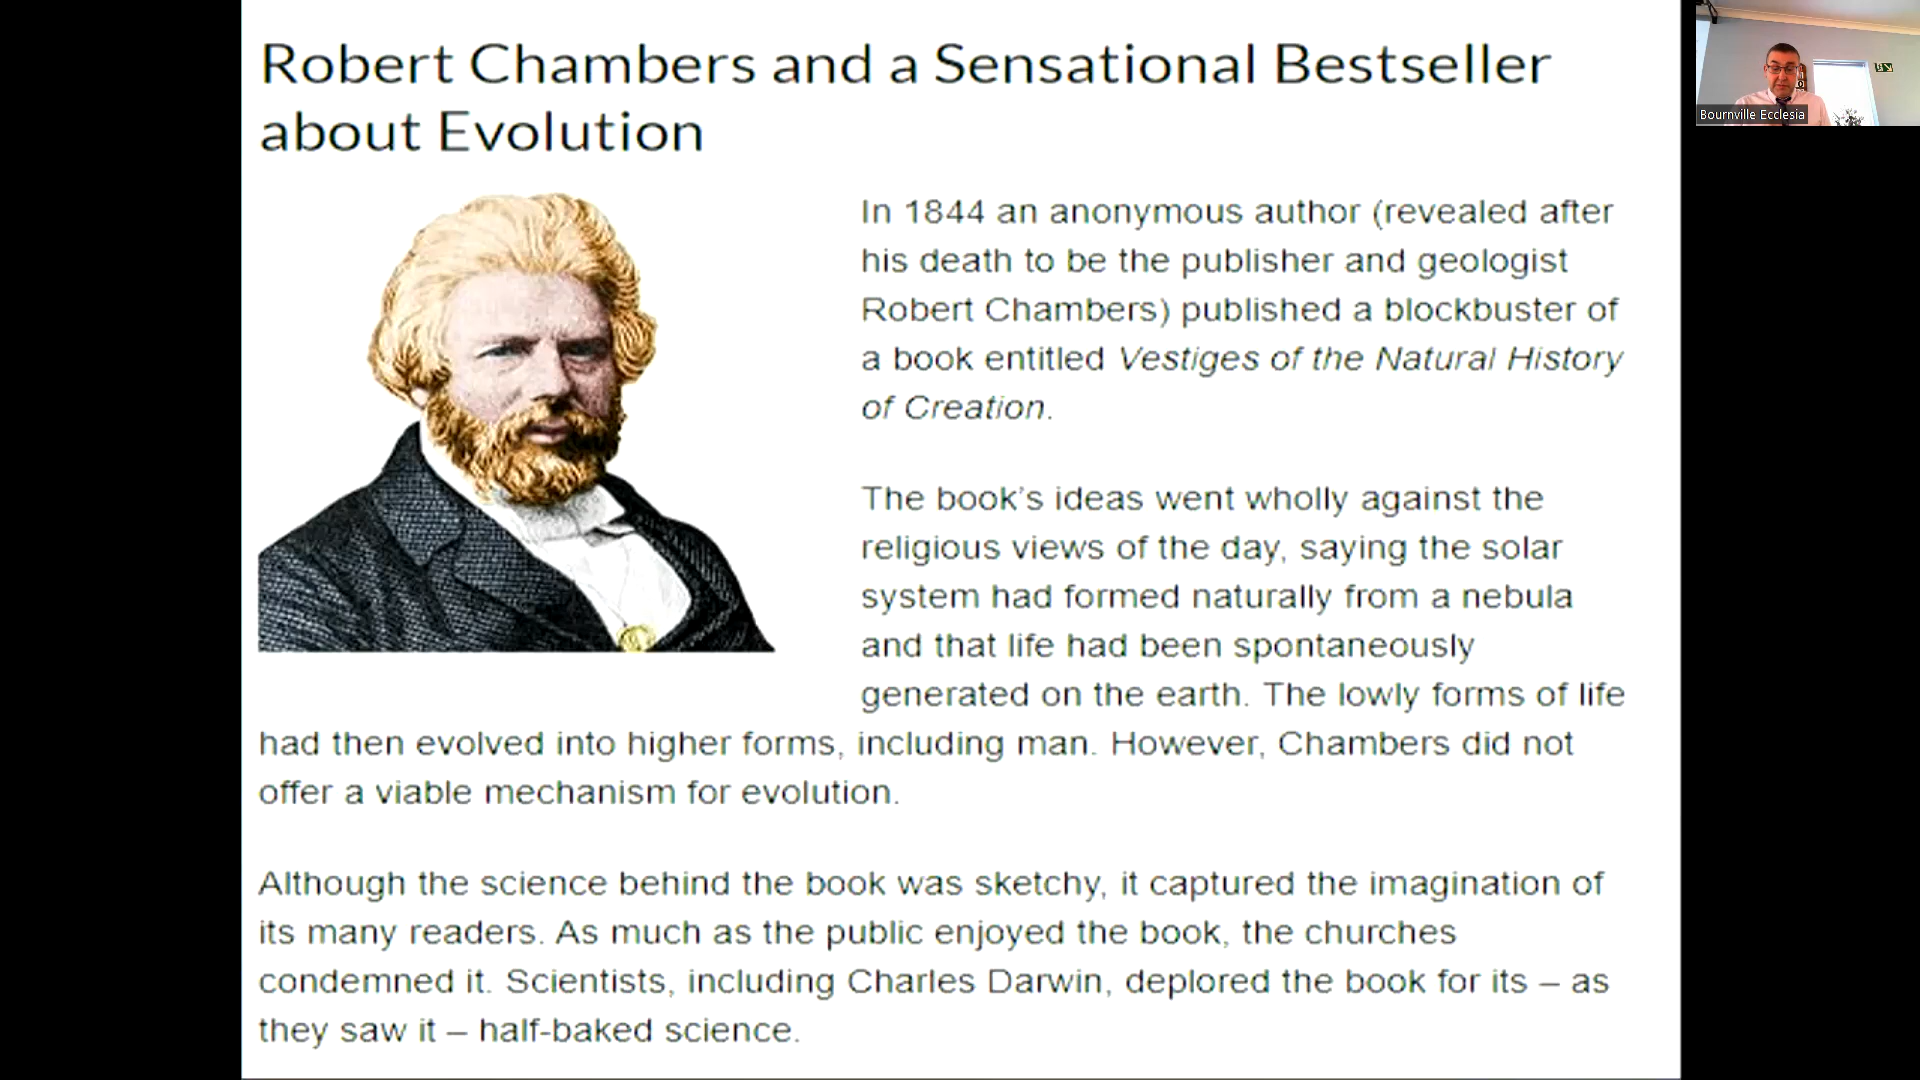 Robert Chambers and a Sensational Bestseller
about Evolution
In 1844 an anonymous author (revealed after
his death to be the publisher and geologist
Robert Chambers) published a blockbuster of
a book entitled Vestiges of the Natural History
of Creation.
The book’s ideas went wholly against the
religious views of the day, saying the solar
system had formed naturally from a nebula
and that life had been spontaneously
generated on the earth. The lowly forms of life
had then evolved into higher forms, including man. However, Chambers did not
offer a viable mechanism for evolution.
Although the science behind the book was sketchy, it captured the imagination of
its many readers. As much as the public enjoyed the book, the churches
condemned it. Scientists, including Charles Darwin, deplored the book for its – as
they saw it – half-baked science.
Bournville Ecclesia